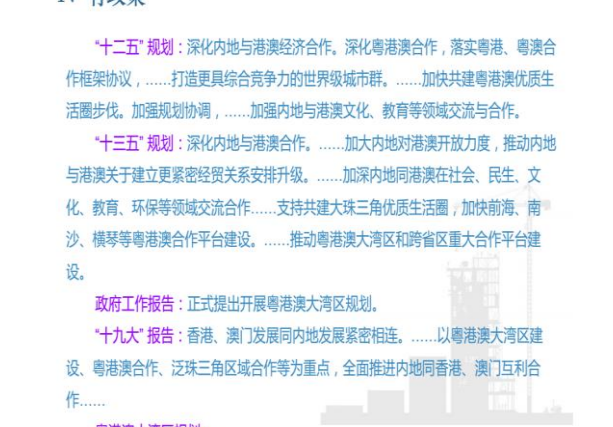 “十二五” 规划：深化内地与港澳经济合作。深化粤港澳合作，落实粤港、粤澳合
作框架协议，……打造更具综合竞争力的世界级城市群。……加快共建粤港澳优质生
活圈步伐。加强规划协调，……加强内地与港澳文化、教育等领域交流与合作。
“十三五” 规划：深化内地与港澳合作。……加大内地对港澳开放力度，推动内地
与港澳关于建立更紧密经贸关系安排升级。……加深内地同港澳在社会、民生、文
化、教育、环保等领域交流合作……支持共建大珠三角优质生活圈，加快前海、南
沙、横琴等粤港澳合作平台建设。……推动粤港澳大湾区和跨省区重大合作平台建
设。
政府工作报告：正式提出开展粤港澳大湾区规划。
“十九大” 报告：香港、澳门发展同内地发展紧密相连。……以粤港澳大湾区建
设、粤港澳合作、泛珠三角区域合作等为重点，全面推进内地同香港、澳门互利合
作……